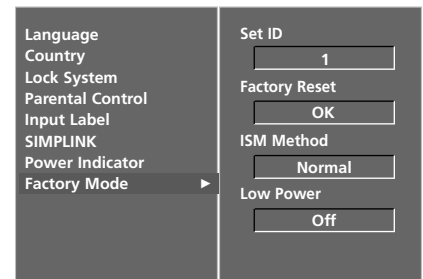 Language
Country
Lock System
Parental Control
Input Label
SIMPLINK
Power Indicator
Factory Mode ►
Set ID
1
Factory Reset
OK
ISM Method
Normal
Low Power
Off